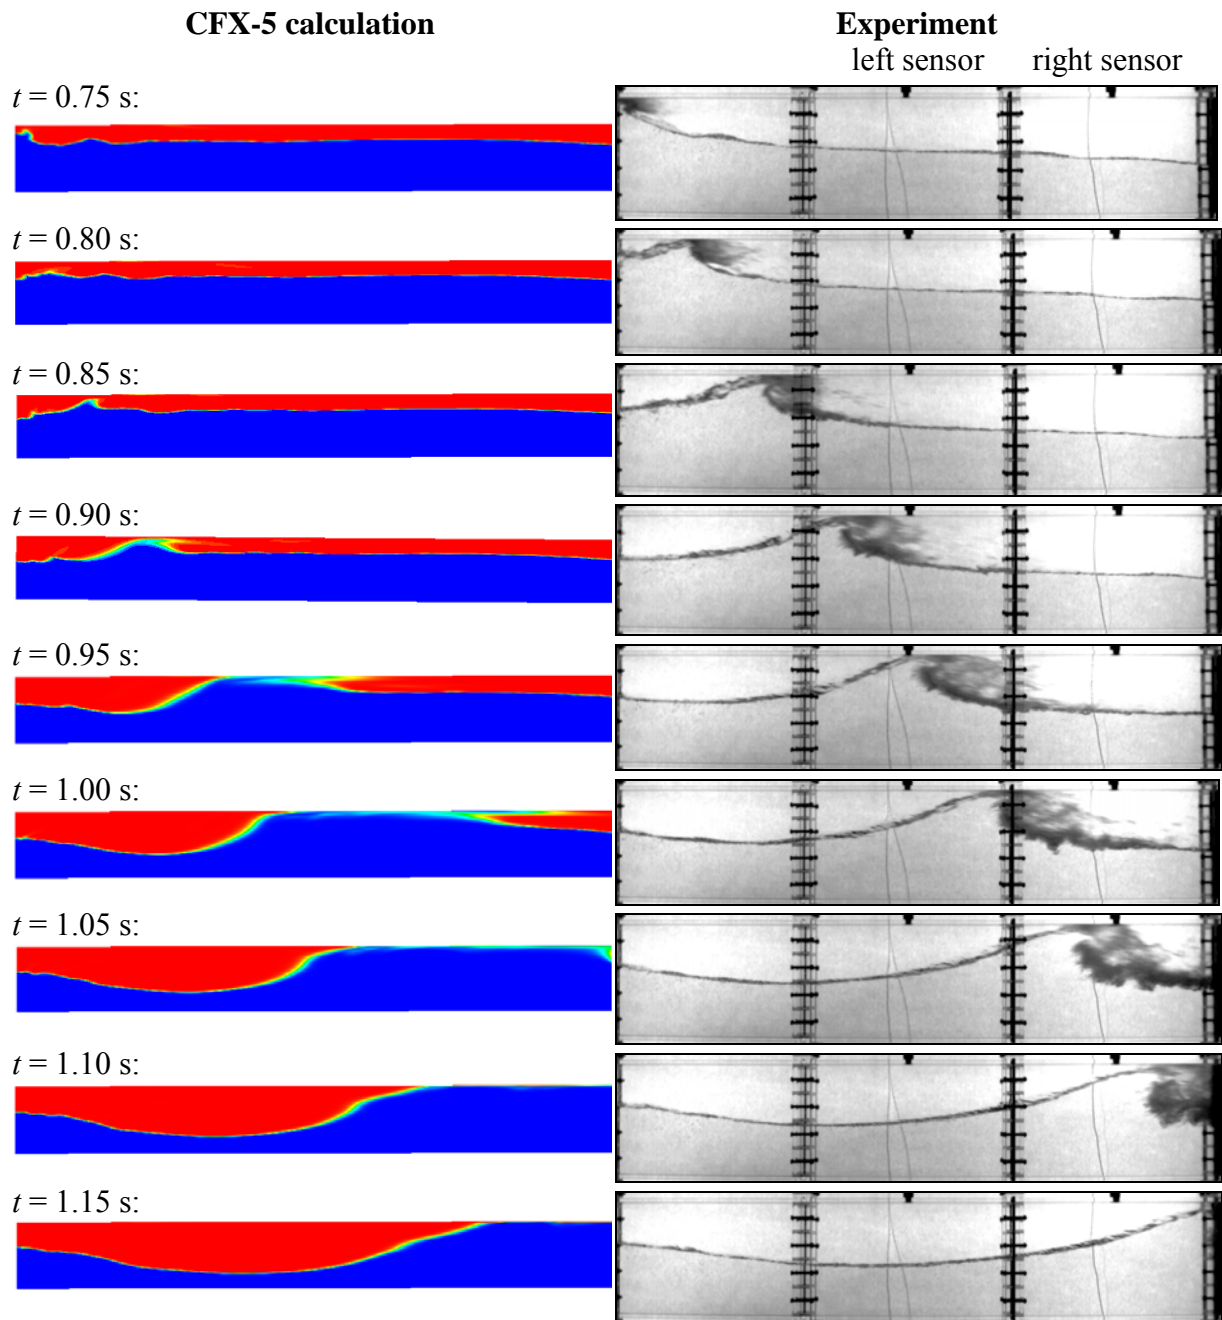 CFX-5 calculation
Experiment
left sensor
right sensor
t = 0.75 s:
t = 0.80 s:
t = 0.85 s:
t = 0.90 s:
t = 0.95 s:
t = 1.00 s:
t = 1.05 s:
t = 1.10 s:
t = 1.15 s: